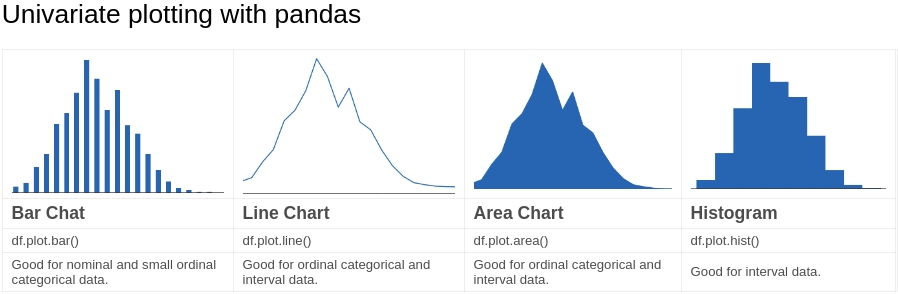 Univariate plotting with pandas
Bar Chat
Line Chart
Area Chart
Histogram
df.plot.bar()
df.plot.line()
df.plot.area()
df.plot.hist()
Good for nominal and small ordinal
categorical data.
Good for ordinal categorical and
interval data.
Good for ordinal categorical and
interval data.
Good for interval data.